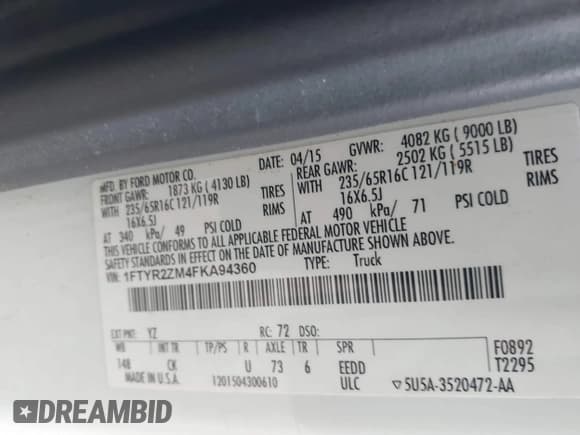 MFD. BY FORD MOTOR CO.
DATE: 04/15 GVWR: 4082 KG ( 9000 LB)
FRONT GAWR: 1873 KG ( 4130 LB) REAR GAWR: 2502 KG ( 5515 LB)
WITH 235/65R16C 121/119R TIRES WITH 235/65R16C 121/119R TIRES
16X6.5J RIMS 16X6.5J RIMS
AT 340 kPa/ 49 PSI COLD AT 490 kPa/ 71 PSI COLD
THIS VEHICLE CONFORMS TO ALL APPLICABLE FEDERAL MOTOR VEHICLE
SAFETY STANDARDS IN EFFECT ON THE DATE OF MANUFACTURE SHOWN ABOVE.
VIN: 1FTYR2ZM4FKA94360 TYPE: Truck
EXT PNT: YZ RC: 72 DSO:
WB INT TR TP/PS R AXLE TR SPR F0892
148 CK U 73 6 EEDD T2295
MADE IN U.S.A. 1201504300610 ULC ▽5U5A-3520472-AA
DREAMBID DREAMBID